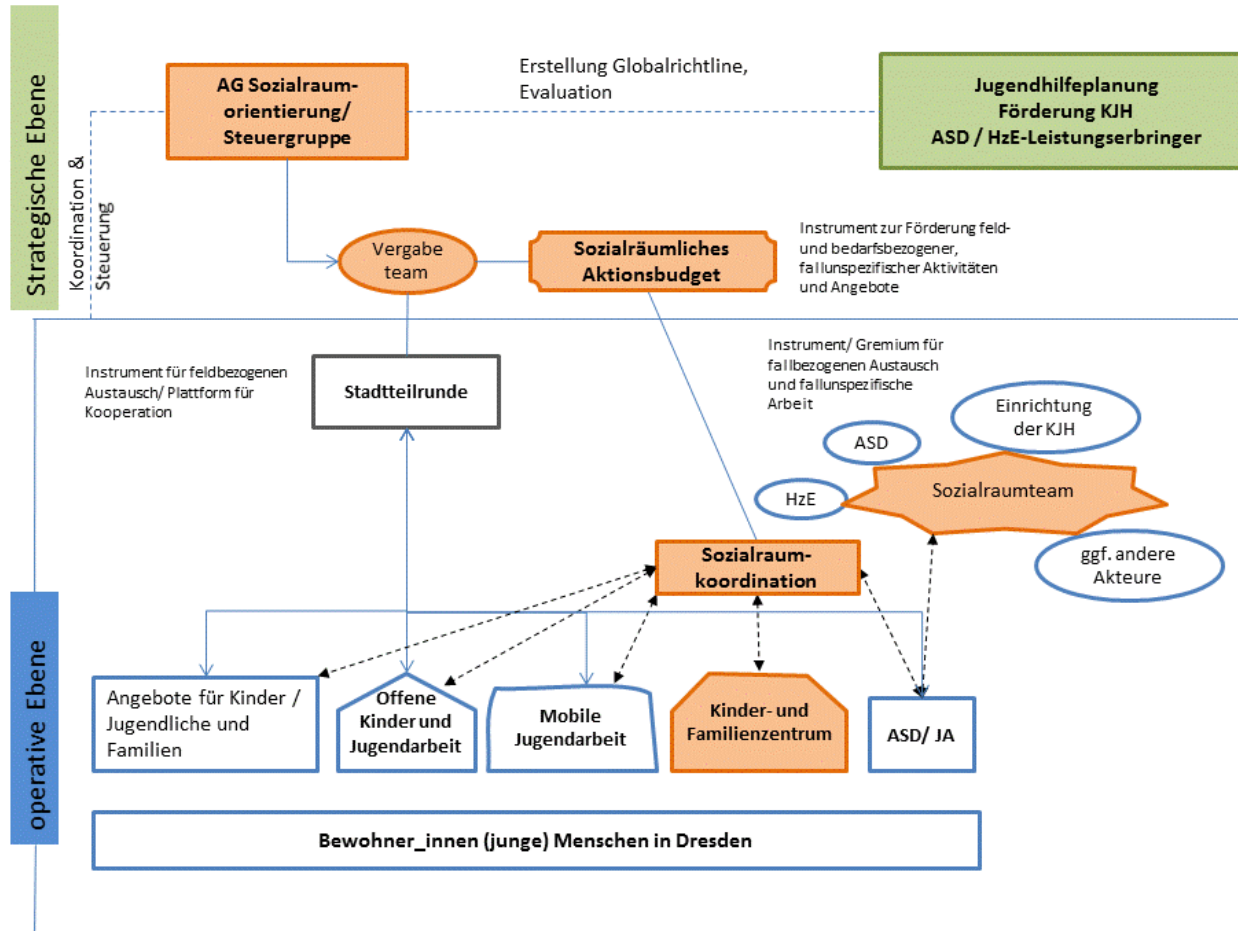 Strategische Ebene
AG Sozialraum-
orientierung/
Steuergruppe
Erstellung Globalrichtline,
Evaluation
Jugendhilfeplanung
Förderung KJH
ASD / HzE-Leistungserbringer
Koordination &
Steuerung
Vergabe
team
Sozialräumliches
Aktionsbudget
Instrument zur Förderung feld-
und bedarfsbezogener,
fallunspezifischer Aktivitäten
und Angebote
Instrument für feldbezogenen
Austausch/ Plattform für
Kooperation
Stadtteilrunde
Instrument/ Gremium für
fallbezogenen Austausch
und fallunspezifische
Arbeit
Einrichtung
der KJH
ASD
HzE
Sozialraumteam
ggf. andere
Akteure
Sozialraum-
koordination
operative Ebene
Angebote für Kinder /
Jugendliche und
Familien
Offene
Kinder und
Jugendarbeit
Mobile
Jugendarbeit
Kinder- und
Familienzentrum
ASD/ JA
Bewohner_innen (junge) Menschen in Dresden